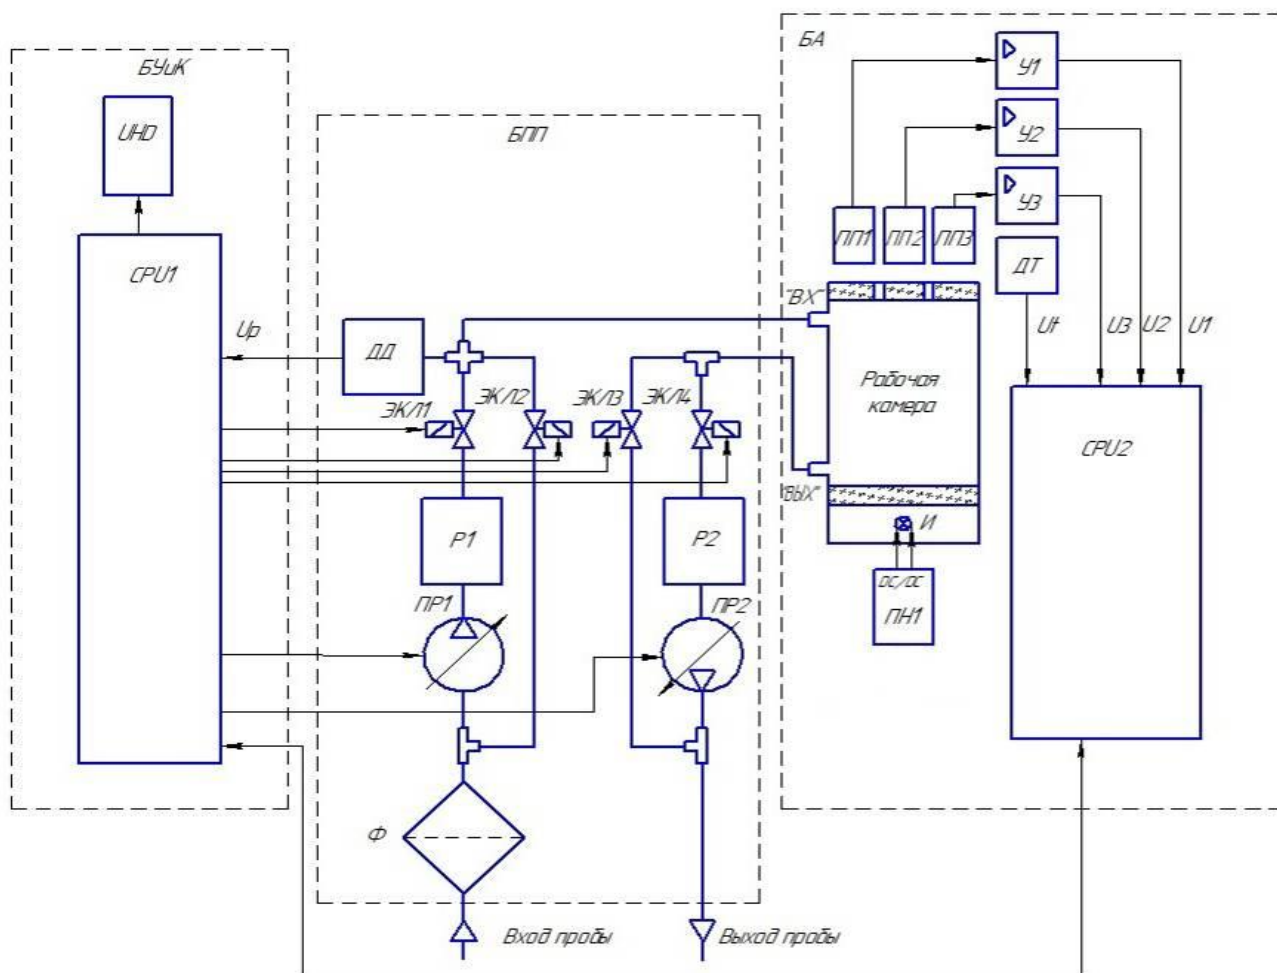 БА
БУиК
У1
UHD
БПП
У2
У3
ПП1
ПП2
ПП3
ДТ
CPU1
"ВХ"
Up
Ut
U3
U2
U1
ДД
ЭКЛ1
ЭКЛ2
ЭКЛ3
ЭКЛ4
Рабочая
камера
CPU2
"ВЫХ"
Р1
Р2
И
DC/DC
ПН1
ПР1
ПР2
Ф
Вход пробы
Выход пробы